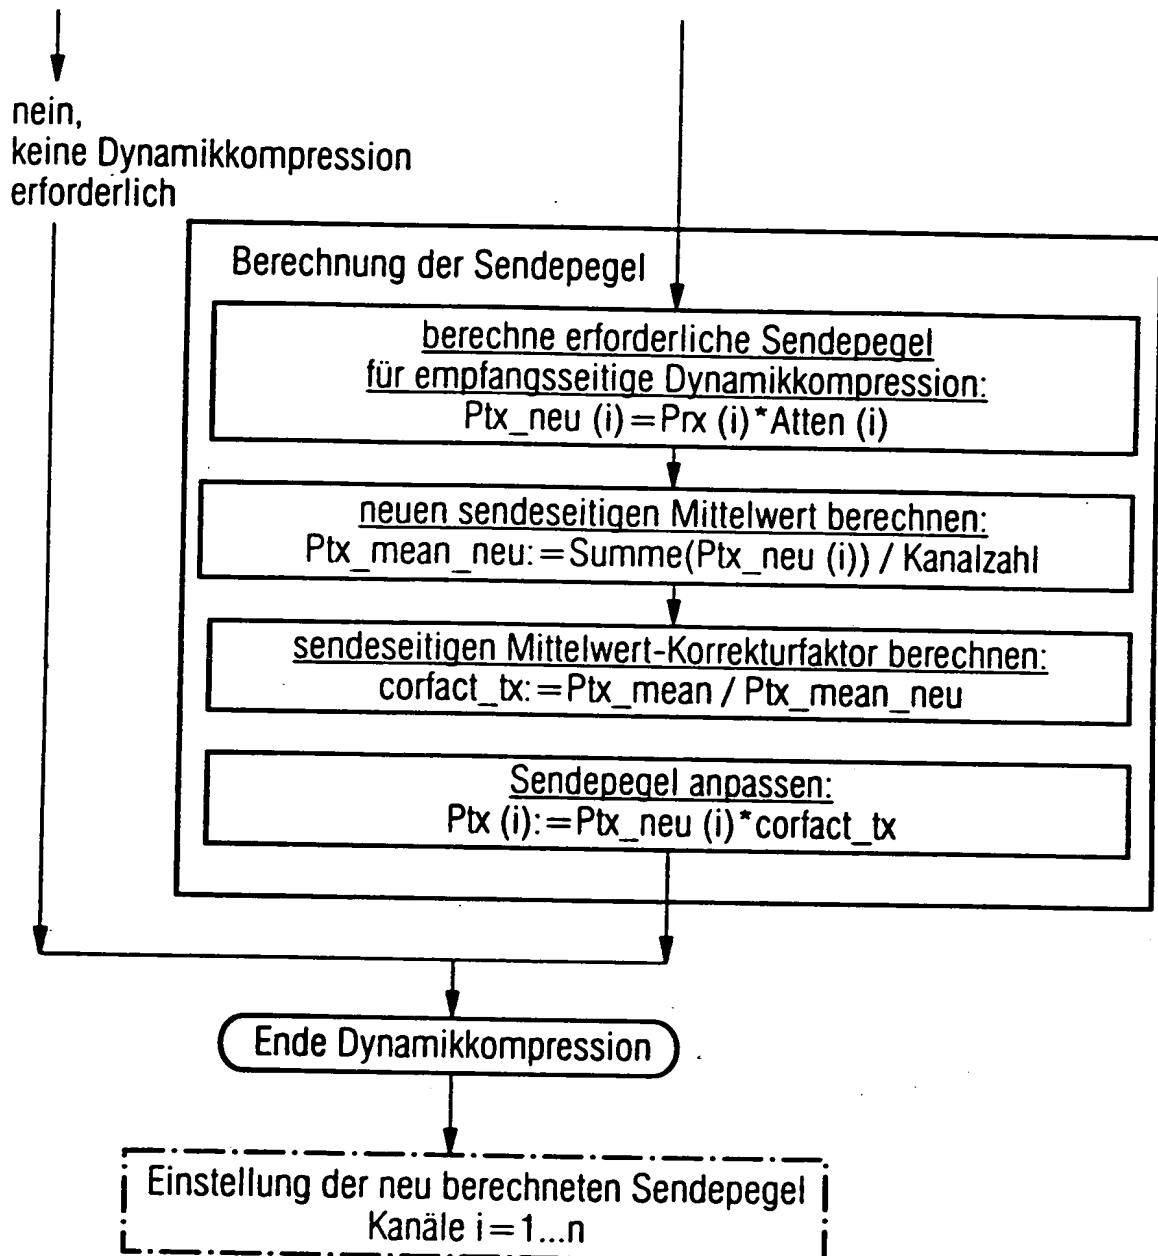 nein,
keine Dynamikkompression
erforderlich
Berechnung der Sendepegel
berechne erforderliche Sendepegel
für empfangsseitige Dynamikkompression:
Ptx_neu (i)=Prx (i)*Atten (i)
neuen sendeseitigen Mittelwert berechnen:
Ptx_mean_neu:=Summe(Ptx_neu (i)) / Kanalzahl
sendeseitigen Mittelwert-Korrekturfaktor berechnen:
corfact_tx:=Ptx_mean / Ptx_mean_neu
Sendepegel anpassen:
Ptx (i):=Ptx_neu (i)*corfact_tx
Ende Dynamikkompression
Einstellung der neu berechneten Sendepegel
Kanäle i=1...n